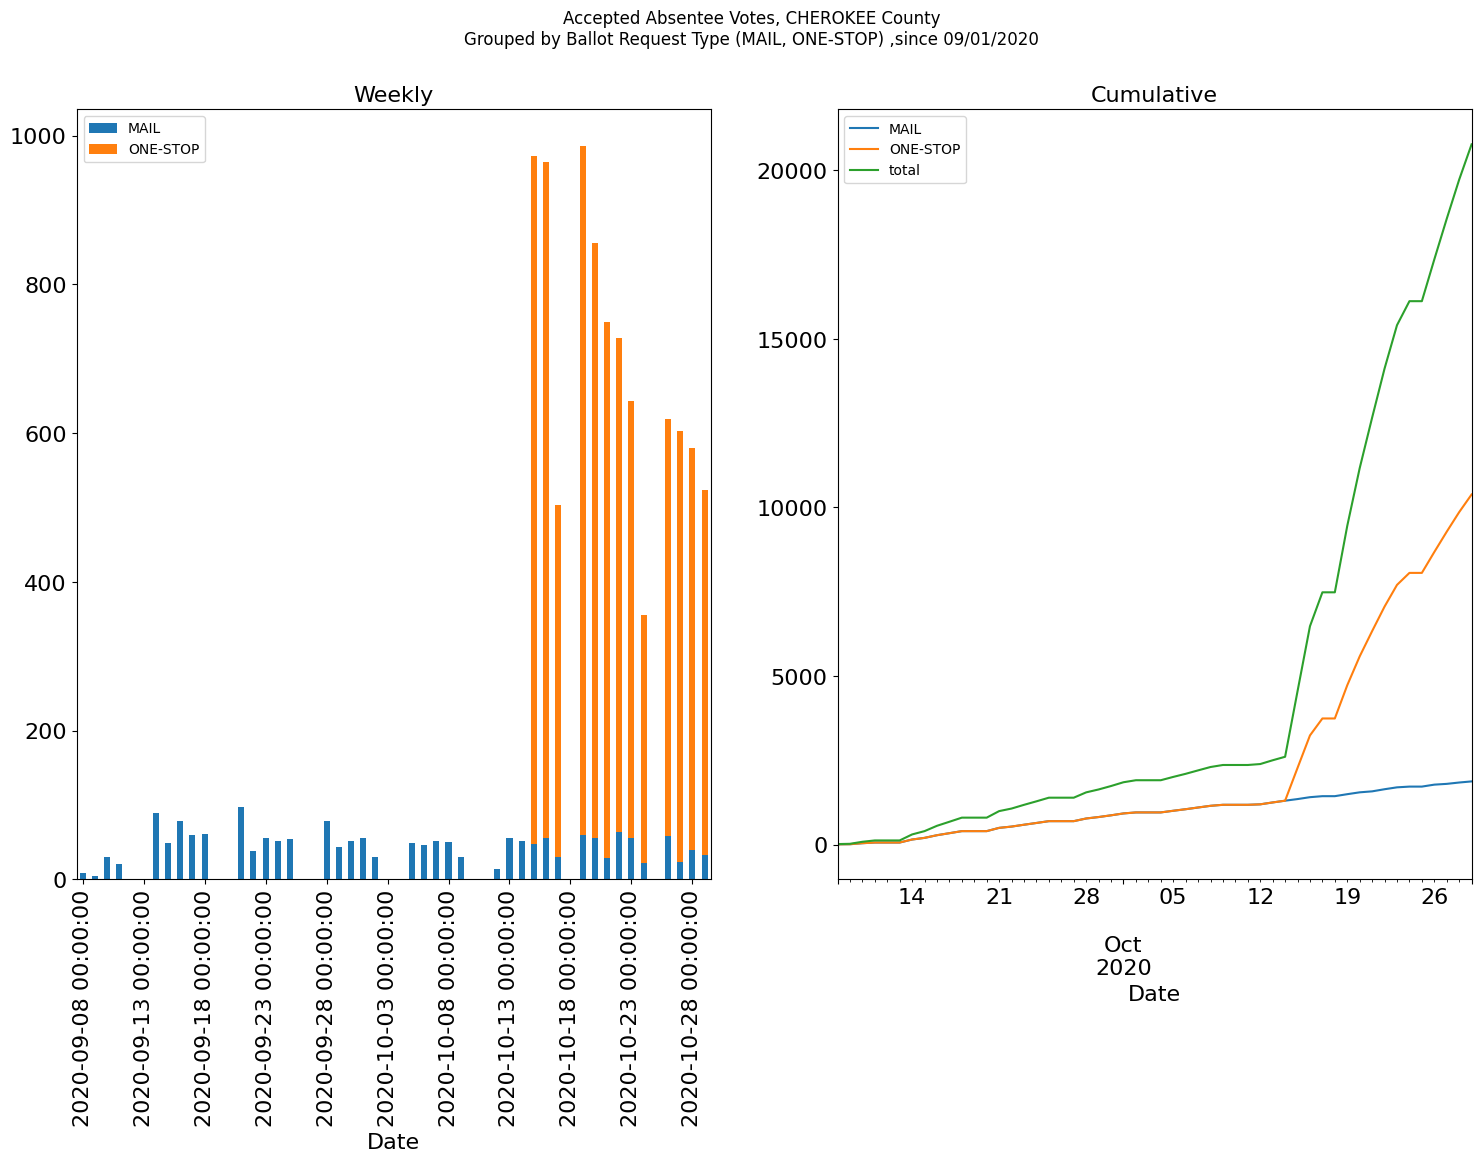 Accepted Absentee Votes, CHEROKEE County
Grouped by Ballot Request Type (MAIL, ONE-STOP) ,since 09/01/2020
Weekly
MAIL
ONE-STOP
1000
800
600
400
200
0
2020-09-08 00:00:00
2020-09-13 00:00:00
2020-09-18 00:00:00
2020-09-23 00:00:00
2020-09-28 00:00:00
2020-10-03 00:00:00
2020-10-08 00:00:00
2020-10-13 00:00:00
2020-10-18 00:00:00
2020-10-23 00:00:00
2020-10-28 00:00:00
Date
Cumulative
MAIL
ONE-STOP
total
20000
15000
10000
5000
0
14 21 28 05 12 19 26
Oct
2020
Date